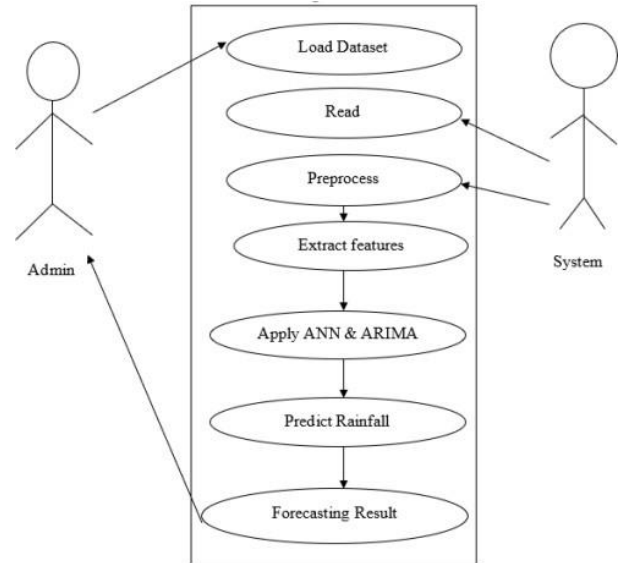 Load Dataset
Read
Preprocess
Extract features
Admin
System
Apply ANN & ARIMA
Predict Rainfall
Forecasting Result